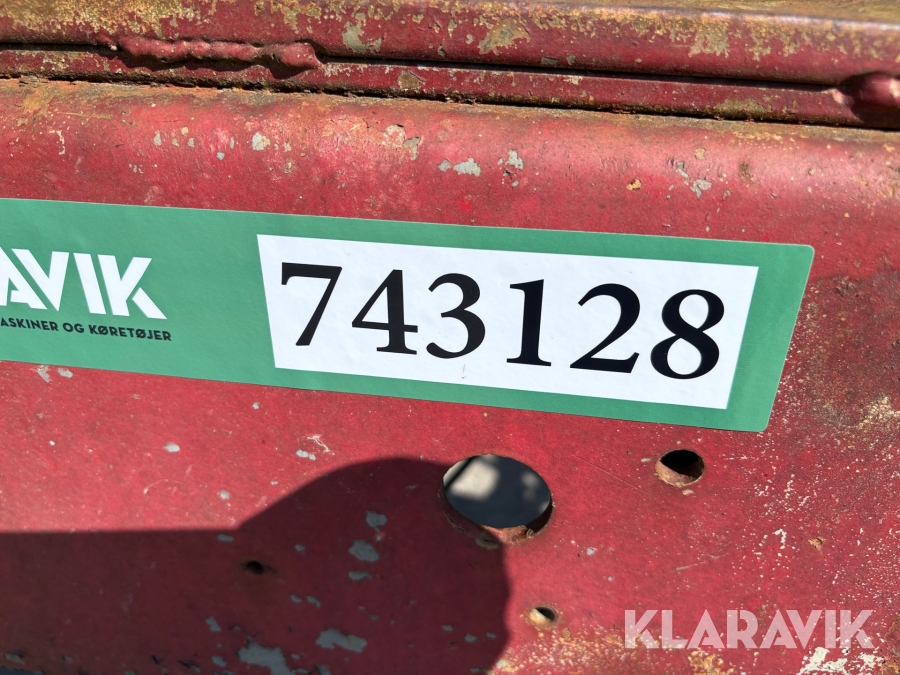 AVIK
ASKINER OG KØRETØJER
743128
KLARAVIK